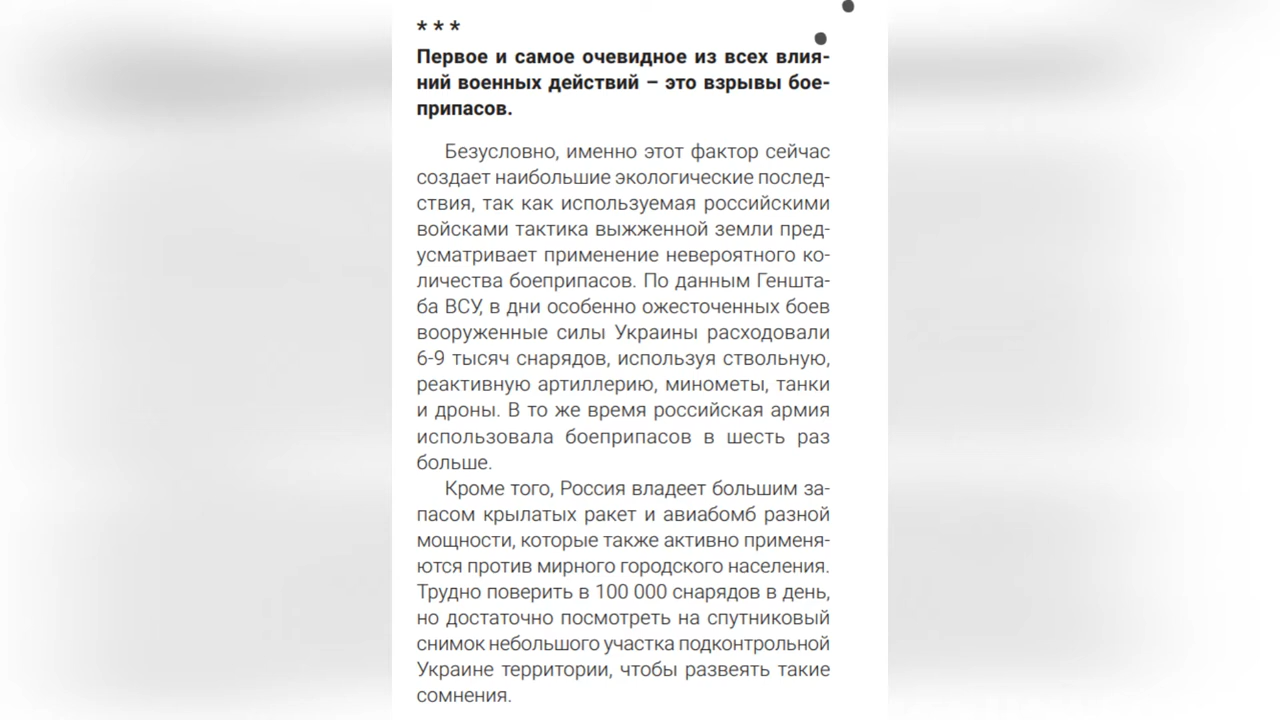 * * *
Первое и самое очевидное из всех влия-
ний военных действий – это взрывы бое-
припасов.
Безусловно, именно этот фактор сейчас
создает наибольшие экологические послед-
ствия, так как используемая российскими
войсками тактика выжженной земли пред-
усматривает применение невероятного ко-
личества боеприпасов. По данным Геншта-
ба ВСУ, в дни особенно ожесточенных боев
вооруженные силы Украины расходовали
6-9 тысяч снарядов, используя ствольную,
реактивную артиллерию, минометы, танки
и дроны. В то же время российская армия
использовала боеприпасов в шесть раз
больше.
Кроме того, Россия владеет большим за-
пасом крылатых ракет и авиабомб разной
мощности, которые также активно применя-
ются против мирного городского населения.
Трудно поверить в 100 000 снарядов в день,
но достаточно посмотреть на спутниковый
снимок небольшого участка подконтрольной
Украине территории, чтобы развеять такие
сомнения.